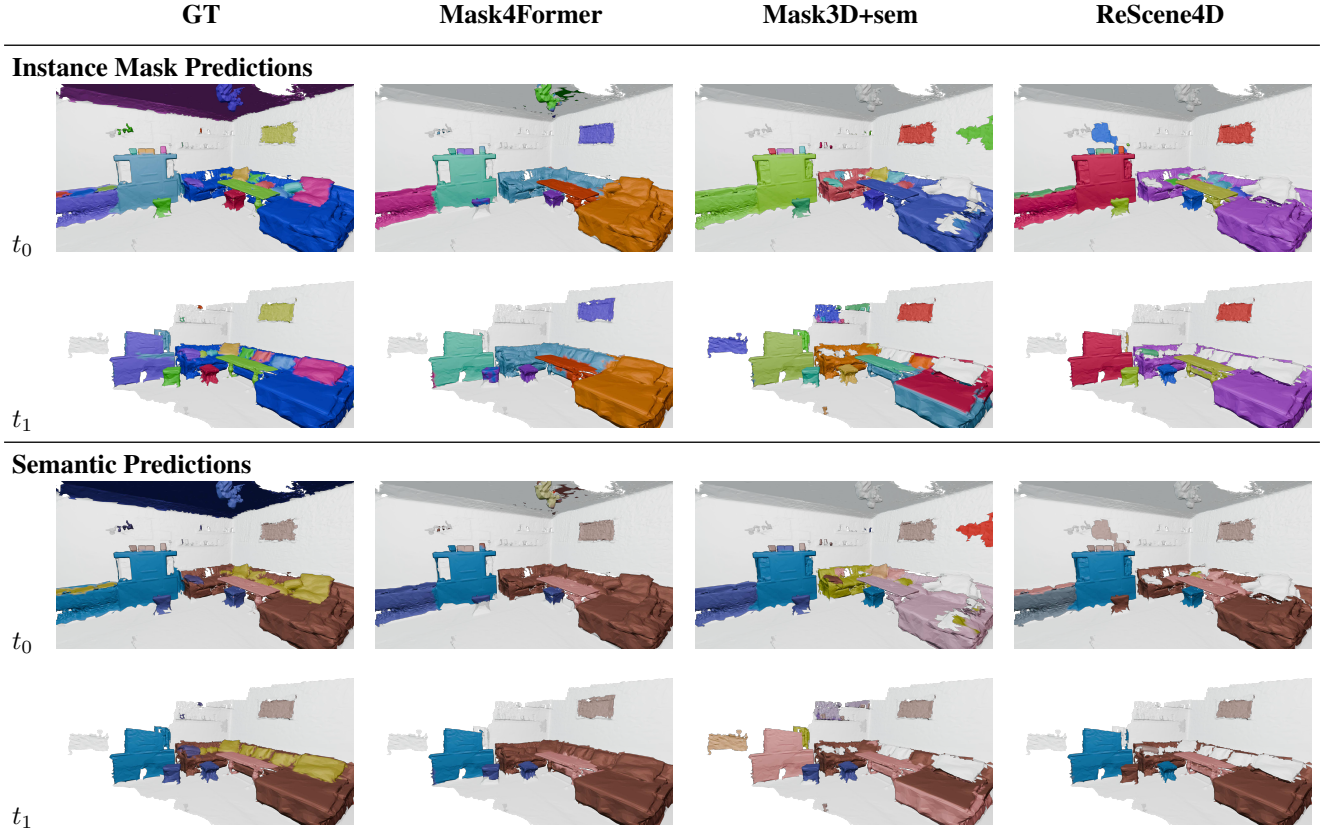 GT Mask4Former Mask3D+sem ReScene4D
Instance Mask Predictions
t0
t1
Semantic Predictions
t0
t1